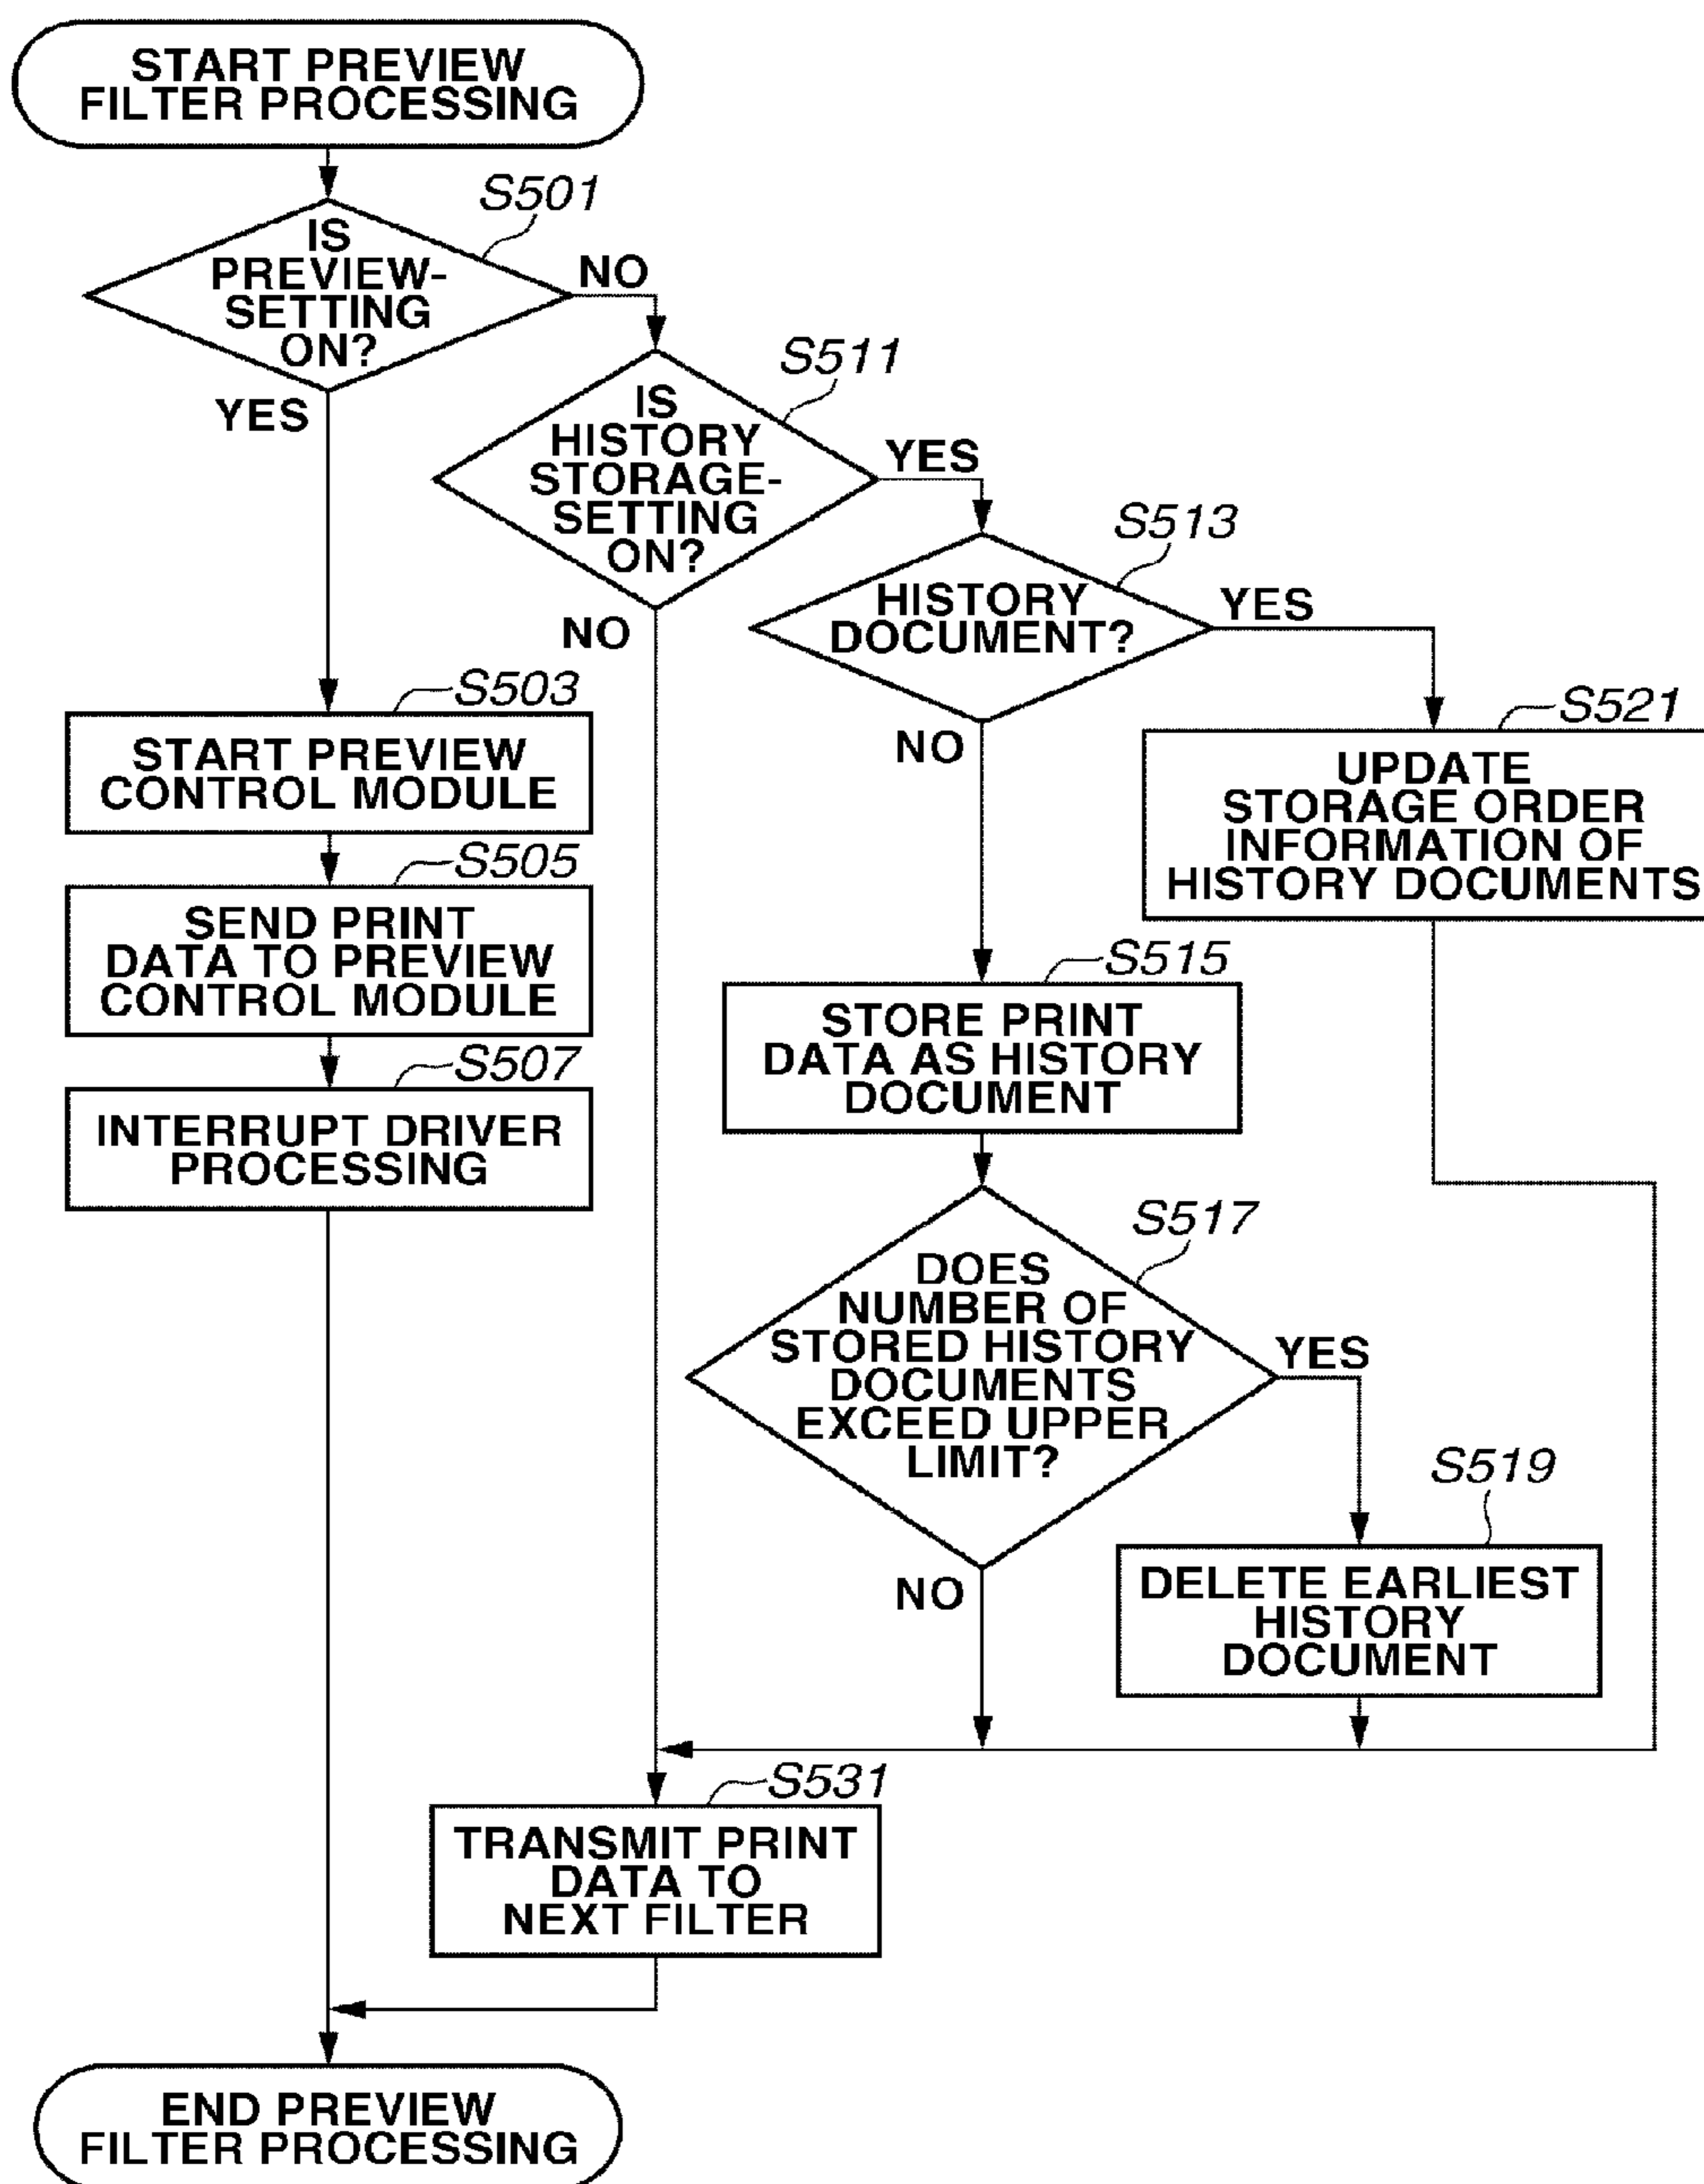 START PREVIEW
FILTER PROCESSING
S501
IS
PREVIEW-
SETTING
ON?
NO
YES
S511
IS
HISTORY
STORAGE-
SETTING
ON?
YES
NO
S513
HISTORY
DOCUMENT?
YES
NO
S503
START PREVIEW
CONTROL MODULE
S521
UPDATE
STORAGE ORDER
INFORMATION OF
HISTORY DOCUMENTS
S505
SEND PRINT
DATA TO PREVIEW
CONTROL MODULE
S515
STORE PRINT
DATA AS HISTORY
DOCUMENT
S507
INTERRUPT DRIVER
PROCESSING
S517
DOES
NUMBER OF
STORED HISTORY
DOCUMENTS
EXCEED UPPER
LIMIT?
YES
NO
S519
DELETE EARLIEST
HISTORY
DOCUMENT
S531
TRANSMIT PRINT
DATA TO
NEXT FILTER
END PREVIEW
FILTER PROCESSING